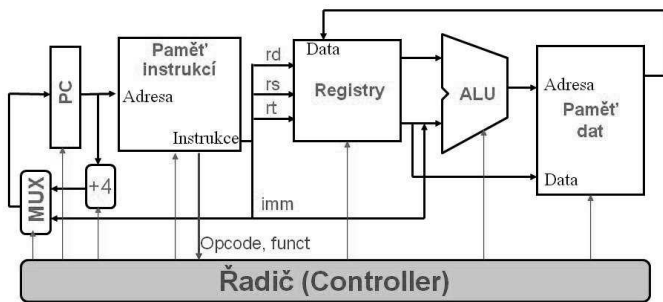 PC
Paměť
instrukcí
Adresa
Instrukce
rd
rs
rt
Data
Registry
ALU
Adresa
Paměť
dat
Data
MUX
+4
imm
Opcode, funct
Řadič (Controller)